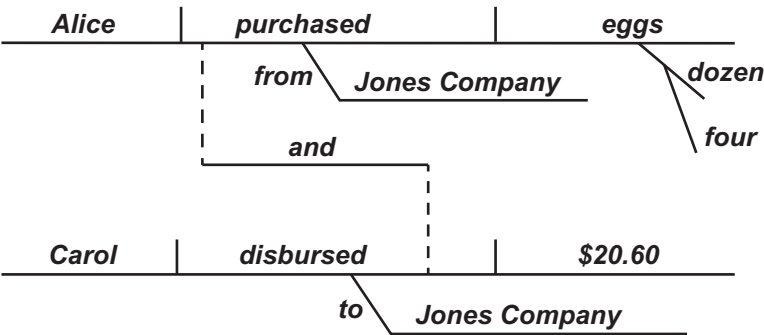 Alice purchased eggs
from Jones Company dozen
four
and
Carol disbursed $20.60
to Jones Company